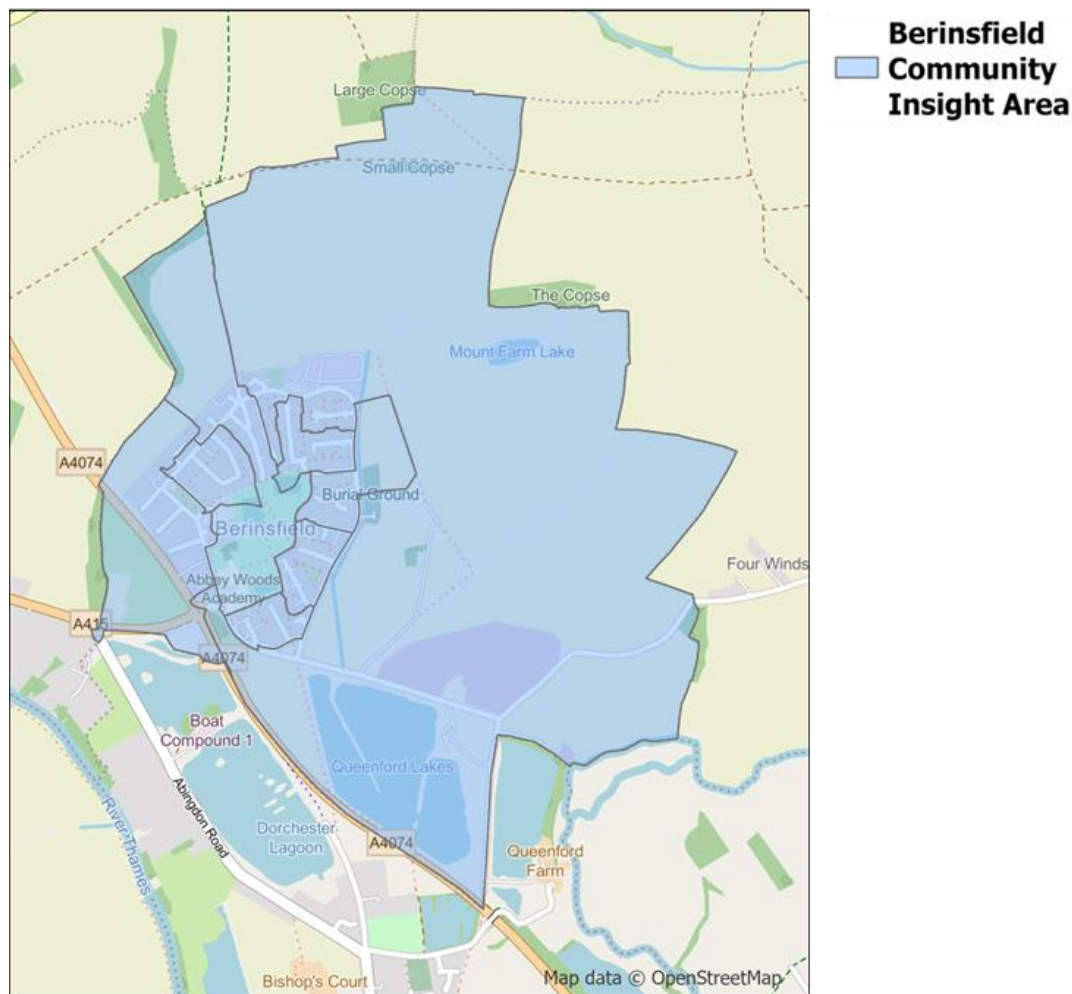 Berinsfield
Community
Insight Area
Large Copse
Small Copse
The Copse
Mount Farm Lake
A4074
Burial Ground
Berinsfield
Four Winds
Abbey Woods
Academy
A415
A4074
Boat
Compound 1
Queenford Lakes
Abingdon Road
River Thames
Dorchester
Lagoon
A4074
Queenford
Farm
Bishop's Court
Map data © OpenStreetMap